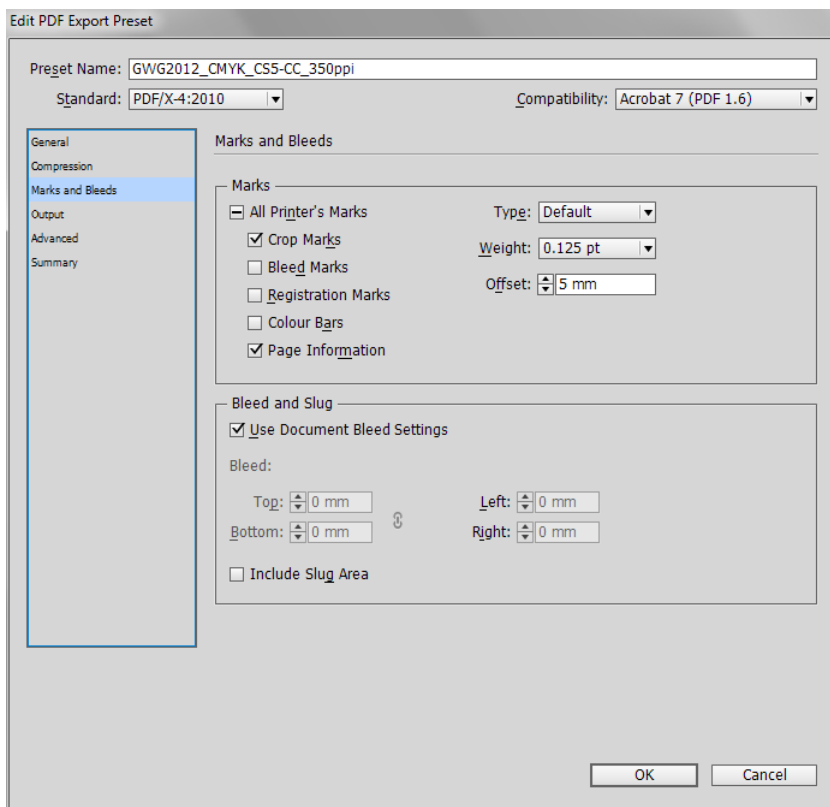 Edit PDF Export Preset
Preset Name: GWG2012_CMYK_CS5-CC_350ppi
Standard: PDF/X-4:2010 Compatibility: Acrobat 7 (PDF 1.6)
General
Compression
Marks and Bleeds
Output
Advanced
Summary
Marks and Bleeds
Marks
All Printer's Marks Type: Default
Crop Marks Weight: 0.125 pt
Bleed Marks Offset: 5 mm
Registration Marks
Colour Bars
Page Information
Bleed and Slug
Use Document Bleed Settings
Bleed:
Top: 0 mm Left: 0 mm
Bottom: 0 mm Right: 0 mm
Include Slug Area
OK Cancel